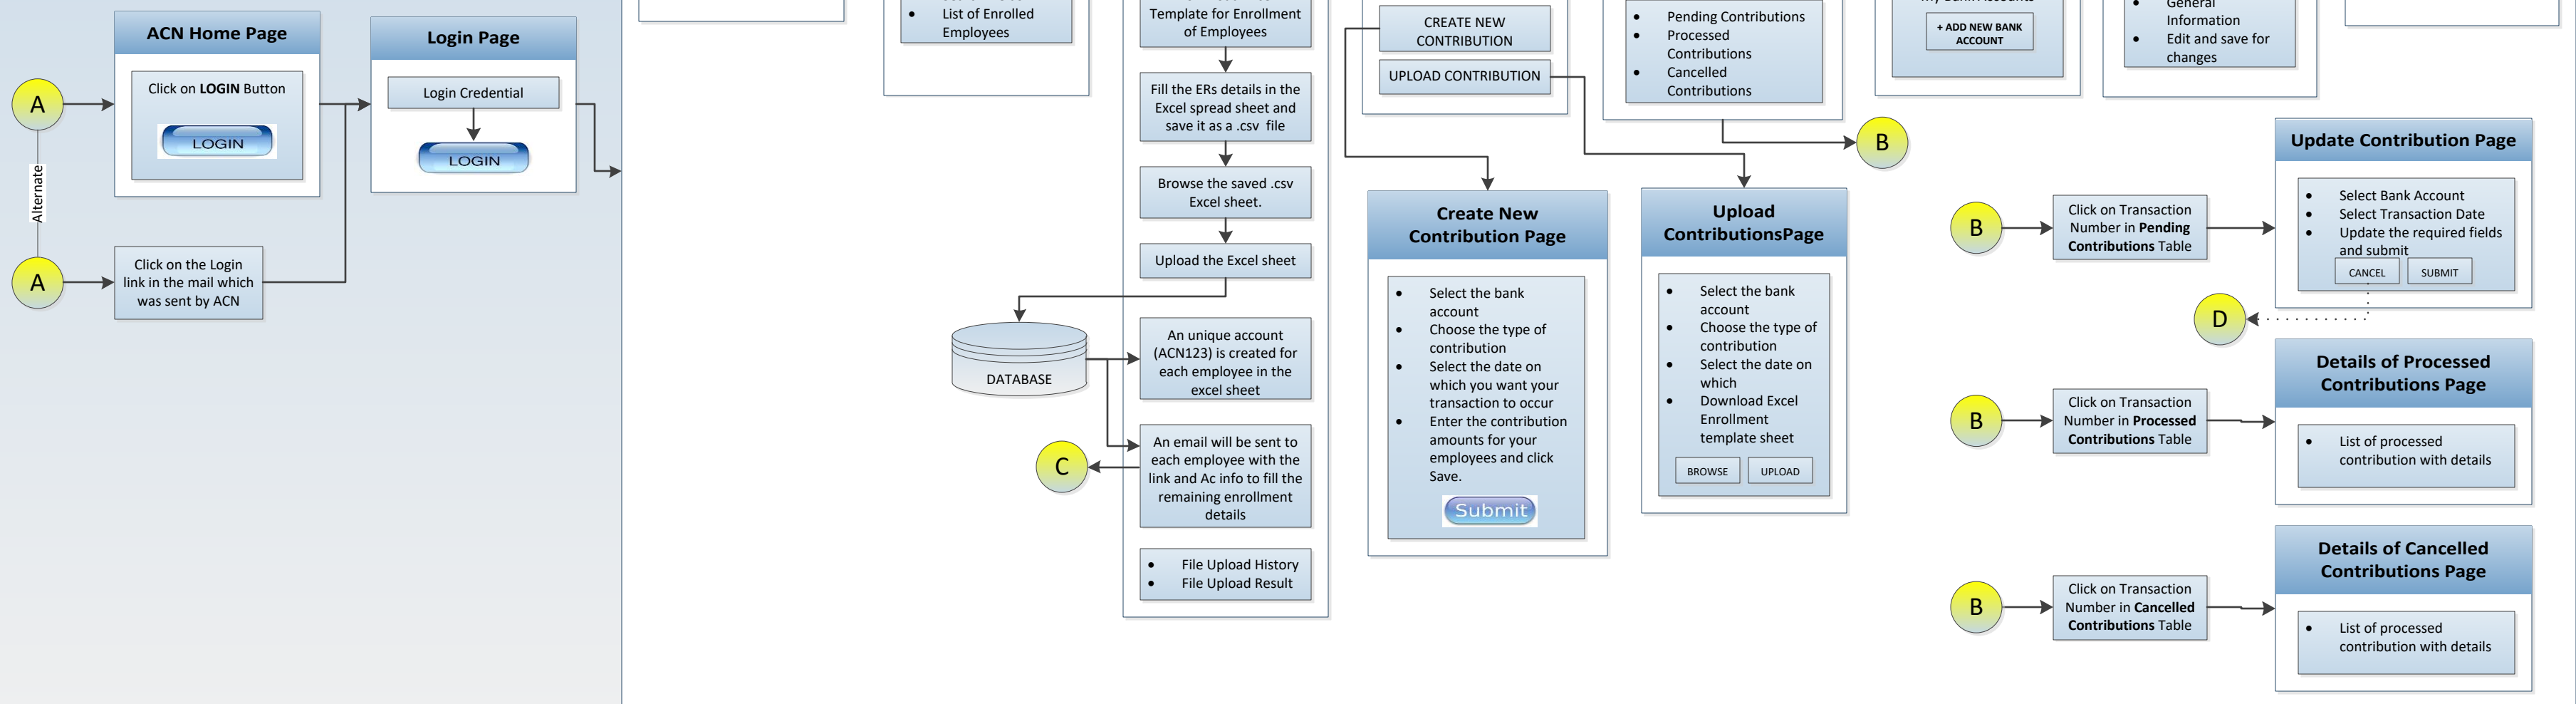 ACN Home Page
Click on LOGIN Button
LOGIN
Login Page
Login Credential
LOGIN
A
Alternate
A
Click on the Login
link in the mail which
was sent by ACN
List of Enrolled
Employees
Template for Enrollment
of Employees
Fill the ERs details in the
Excel spread sheet and
save it as a .csv file
Browse the saved .csv
Excel sheet.
Upload the Excel sheet
DATABASE
An unique account
(ACN123) is created for
each employee in the
excel sheet
An email will be sent to
each employee with the
link and Ac info to fill the
remaining enrollment
details
C
• File Upload History
• File Upload Result
CREATE NEW
CONTRIBUTION
UPLOAD CONTRIBUTION
• Pending Contributions
• Processed
Contributions
• Cancelled
Contributions
B
Create New
Contribution Page
• Select the bank
account
• Choose the type of
contribution
• Select the date on
which you want your
transaction to occur
• Enter the contribution
amounts for your
employees and click
Save.
Submit
Upload
ContributionsPage
• Select the bank
account
• Choose the type of
contribution
• Select the date on
which
• Download Excel
Enrollment
template sheet
BROWSE
UPLOAD
My Bank Accounts
+ ADD NEW BANK
ACCOUNT
• General
Information
• Edit and save for
changes
B
Click on Transaction
Number in Pending
Contributions Table
Update Contribution Page
• Select Bank Account
• Select Transaction Date
• Update the required fields
and submit
CANCEL
SUBMIT
D
B
Click on Transaction
Number in Processed
Contributions Table
Details of Processed
Contributions Page
• List of processed
contribution with details
B
Click on Transaction
Number in Cancelled
Contributions Table
Details of Cancelled
Contributions Page
• List of processed
contribution with details